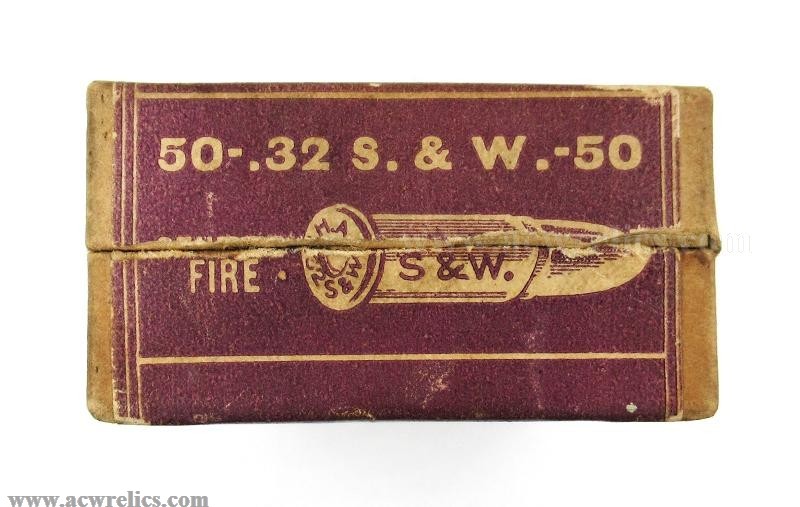 50-.32 S. & W.-50
FIRE
S & W.
H.A
S&W
www.acwrelics.com